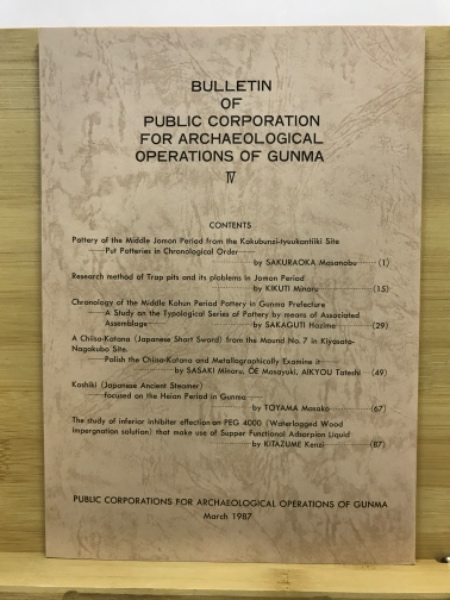 BULLETIN
OF
PUBLIC CORPORATION
FOR ARCHAEOLOGICAL
OPERATIONS OF GUNMA
Ⅳ
CONTENTS
Pottery of the Middle Jomon Period from the Kokubunzi-tyuukantiiki Site
——Put Potteries in Chronological Order——
by SAKURAOKA Masanobu——(1)
Research method of Trap pits and its ploblems in Jomon Period
by KIKUTI Minoru——(15)
Chronology of the Middle Kohun Period Pottery in Gunma Prefecture
——A Study on the Typological Series of Pottery by means of Associated
Assemblage——by SAKAGUTI Hazime——(29)
A Chiisa-Katana (Japanese Short Sword) from the Mound No. 7 in Kiyosato-
Nagakubo Site.
——Polish the Chiisa-Katana and Metallographically Examine it——
by SASAKI Minoru, ŌE Masayuki, AIKYOU Tateshi——(49)
Koshiki (Japanese Ancient Steamer)
——focused on the Heian Period in Gunma——
by TOYAMA Masako——(67)
The study of inferior inhibiter effection on PEG 4000 (Waterlogged Wood
impergnation solution) that make use of Supper Functional Adsorpion Liquid
by KITAZUME Kenzi——(87)
PUBLIC CORPORATIONS FOR ARCHAEOLOGICAL OPERATIONS OF GUNMA
March 1987